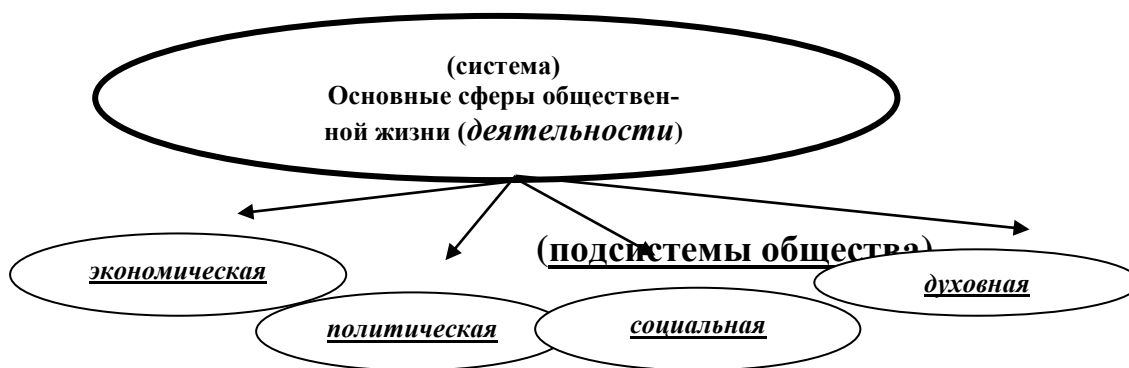 (система)
Основные сферы обществен-
ной жизни (деятельности)
(подсистемы общества)
экономическая
духовная
политическая
социальная